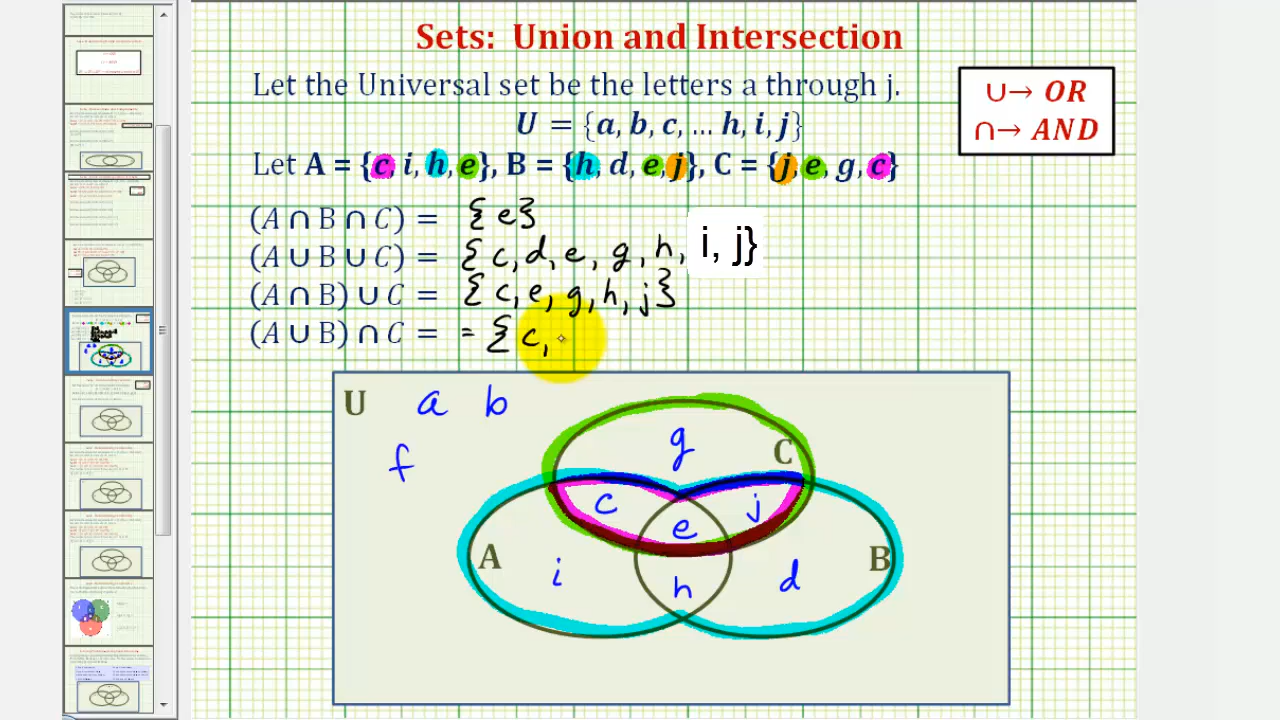 Sets: Union and Intersection
Let the Universal set be the letters a through j.
U = {a, b, c, ... h, i, j}
∪→ OR
∩→ AND
Let A = {c, i, h, e}, B = {h, d, e, j}, C = {j, e, g, c}
(A ∩ B ∩ C) = {e}
(A ∪ B ∪ C) = {c, d, e, g, h, i, j}
(A ∩ B) ∪ C = {c, e, g, h, j}
(A ∪ B) ∩ C = = {c,
U a b
f
g C
c e j
A i h d B